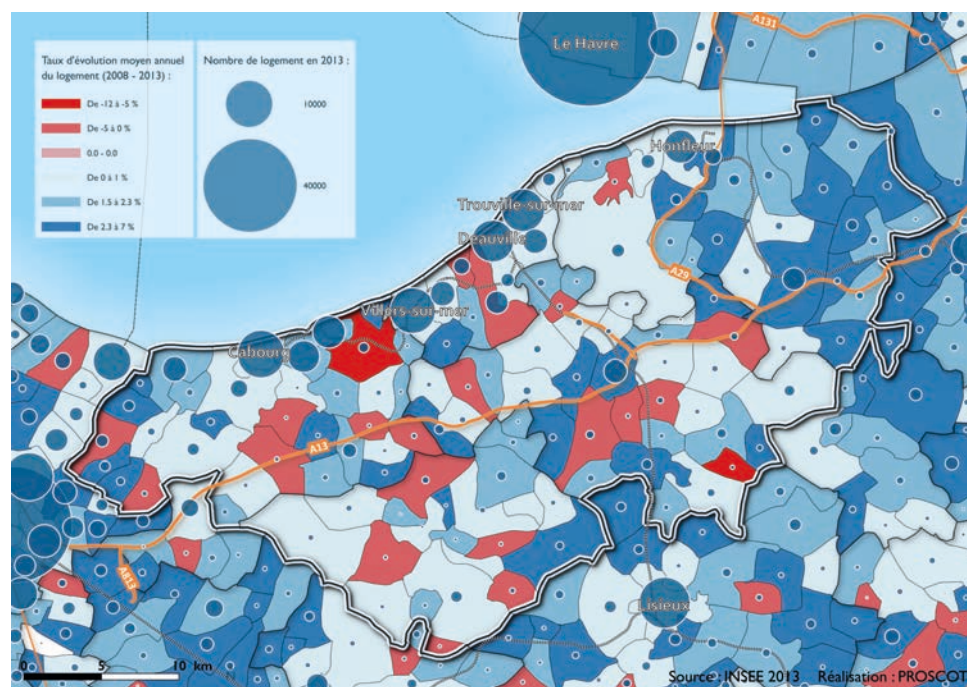 Taux d'évolution moyen annuel
du logement (2008 - 2013) :
De -12 à -5 %
De -5 à 0 %
0.0 - 0.0
De 0 à 1 %
De 1.5 à 2.3 %
De 2.3 à 7 %
Nombre de logement en 2013 :
10000
40000
A131
Le Havre
Honfleur
Trouville-sur-mer
Deauville
A29
Villers-sur-mer
Cabourg
A13
A813
Lisieux
0 5 10 km
N
Source : INSEE 2013 Réalisation : PROSCOT